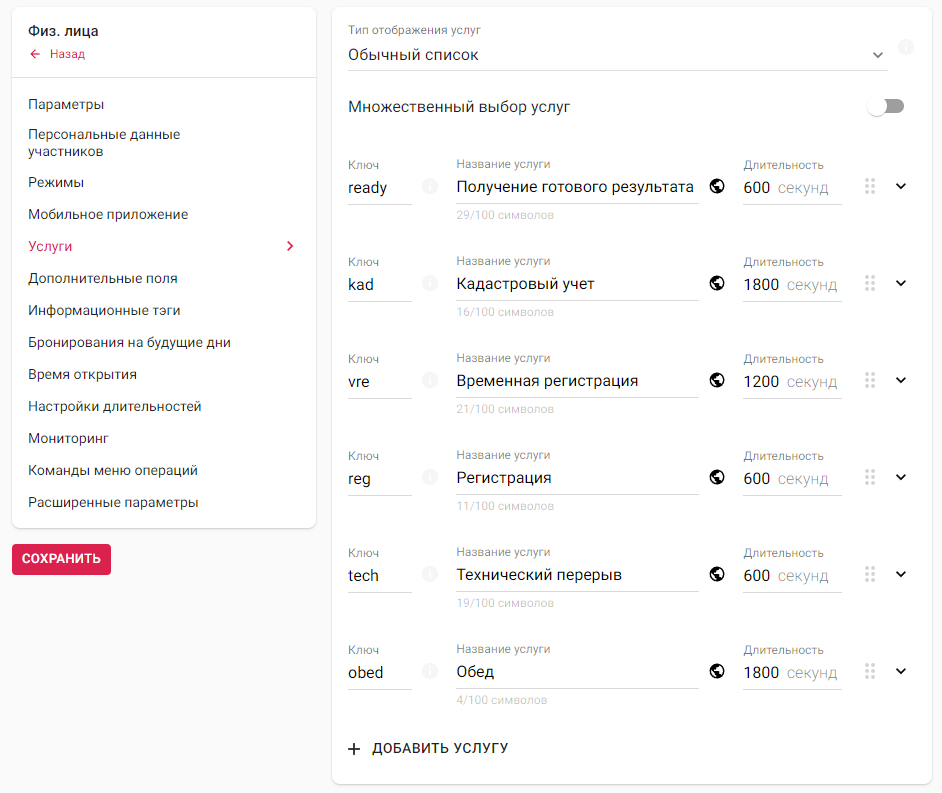 Физ. лица
Назад
Параметры
Персональные данные
участников
Режимы
Мобильное приложение
Услуги
Дополнительные поля
Информационные тэги
Бронирования на будущие дни
Время открытия
Настройки длительностей
Мониторинг
Команды меню операций
Расширенные параметры
СОХРАНИТЬ
Тип отображения услуг
Обычный список
Множественный выбор услуг
Ключ Название услуги Длительность
ready Получение готового результата 600 секунд
29/100 символов
Ключ Название услуги Длительность
kad Кадастровый учет 1800 секунд
16/100 символов
Ключ Название услуги Длительность
vre Временная регистрация 1200 секунд
21/100 символов
Ключ Название услуги Длительность
reg Регистрация 600 секунд
11/100 символов
Ключ Название услуги Длительность
tech Технический перерыв 600 секунд
19/100 символов
Ключ Название услуги Длительность
obed Обед 1800 секунд
4/100 символов
+ ДОБАВИТЬ УСЛУГУ